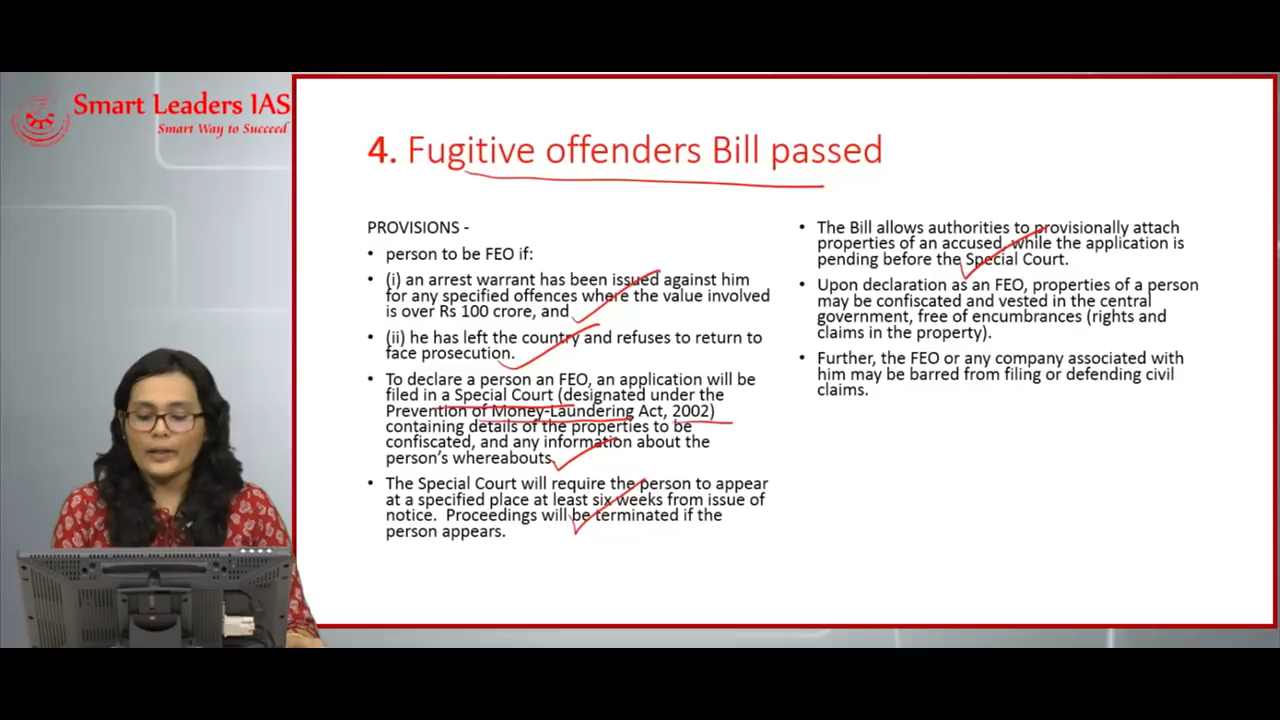 Smart Leaders IAS
Smart Way to Succeed
4. Fugitive offenders Bill passed
PROVISIONS -
• person to be FEO if:
• (i) an arrest warrant has been issued against him
for any specified offences where the value involved
is over Rs 100 crore, and
• (ii) he has left the country and refuses to return to
face prosecution.
• To declare a person an FEO, an application will be
filed in a Special Court (designated under the
Prevention of Money-Laundering Act, 2002)
containing details of the properties to be
confiscated, and any information about the
person's whereabouts.
• The Special Court will require the person to appear
at a specified place at least six weeks from issue of
notice.  Proceedings will be terminated if the
person appears.
• The Bill allows authorities to provisionally attach
properties of an accused, while the application is
pending before the Special Court.
• Upon declaration as an FEO, properties of a person
may be confiscated and vested in the central
government, free of encumbrances (rights and
claims in the property).
• Further, the FEO or any company associated with
him may be barred from filing or defending civil
claims.